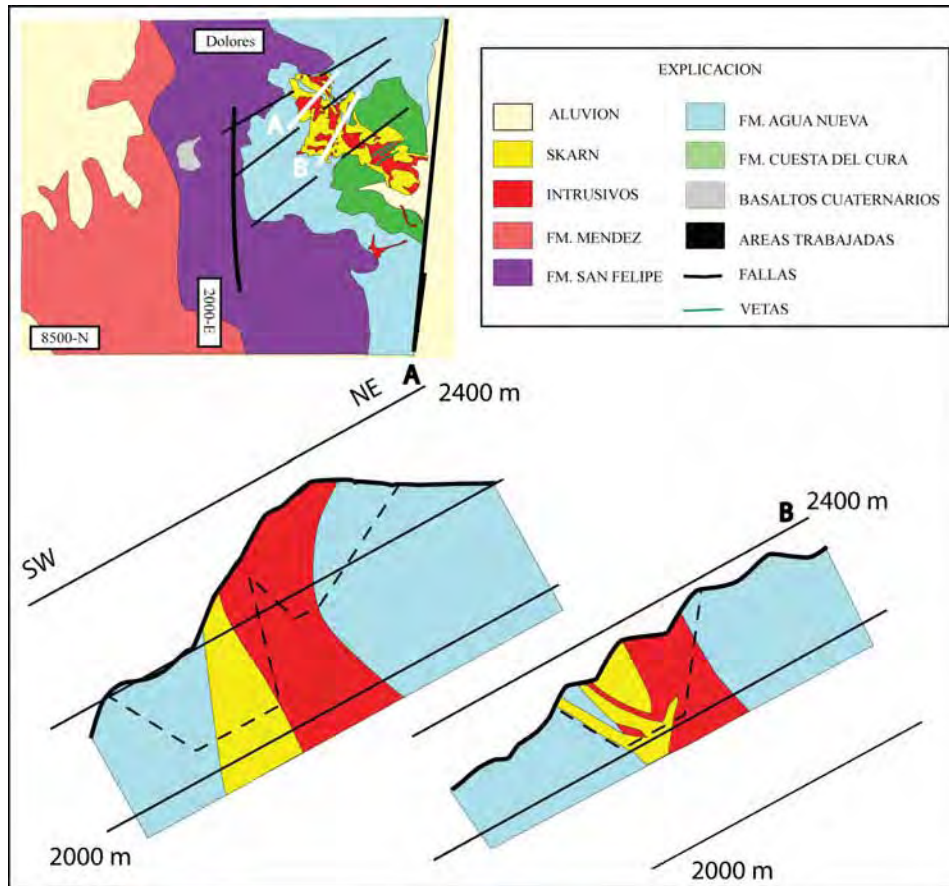 Dolores
A
B
2000-E
8500-N
EXPLICACION
ALUVION
SKARN
INTRUSIVOS
FM. MENDEZ
FM. SAN FELIPE
FM. AGUA NUEVA
FM. CUESTA DEL CURA
BASALTOS CUATERNARIOS
AREAS TRABAJADAS
FALLAS
VETAS
A
NE
2400 m
SW
2000 m
B
2400 m
2000 m